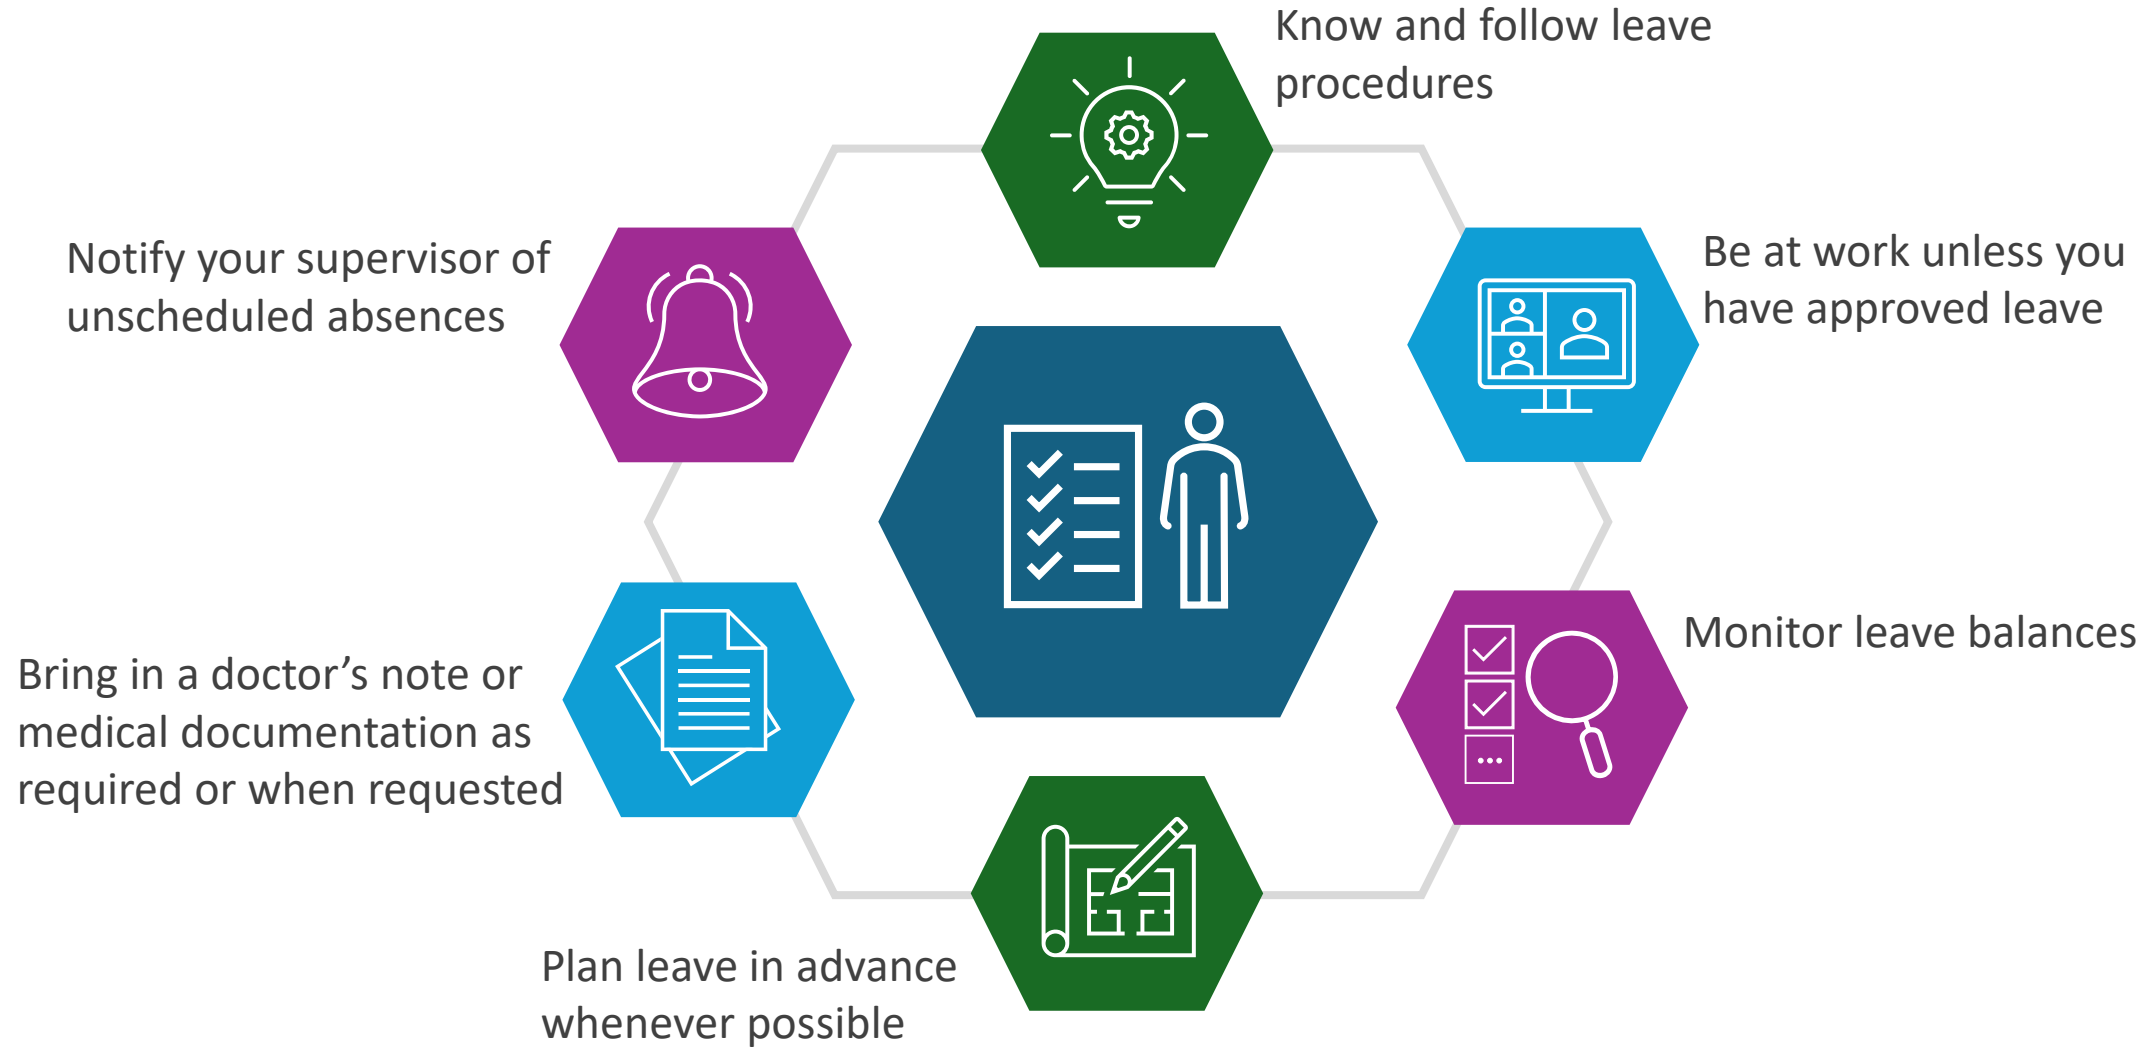 Know and follow leave
procedures
Be at work unless you
have approved leave
Monitor leave balances
Plan leave in advance
whenever possible
Bring in a doctor’s note or
medical documentation as
required or when requested
Notify your supervisor of
unscheduled absences